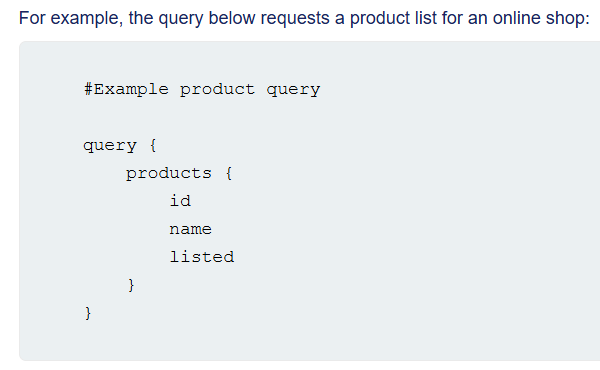 For example, the query below requests a product list for an online shop:
#Example product query
query {
products {
id
name
listed
}
}